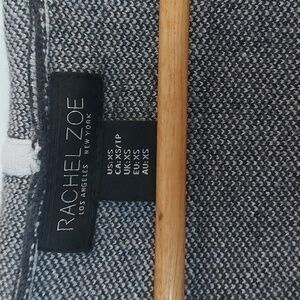 RACHEL ZOE
LOS ANGELES NEW YORK
US:XS
CA:XS/TP
UK:XS
EU:XS
AU:XS